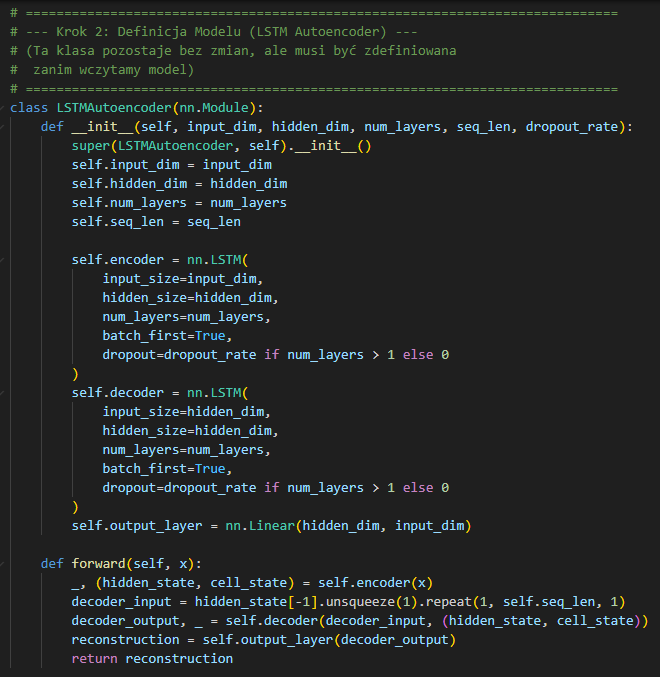 # =============================================================================
# --- Krok 2: Definicja Modelu (LSTM Autoencoder) ---
# (Ta klasa pozostaje bez zmian, ale musi być zdefiniowana
#  zanim wczytamy model)
# =============================================================================
class LSTMAutoencoder(nn.Module):
    def __init__(self, input_dim, hidden_dim, num_layers, seq_len, dropout_rate):
        super(LSTMAutoencoder, self).__init__()
        self.input_dim = input_dim
        self.hidden_dim = hidden_dim
        self.num_layers = num_layers
        self.seq_len = seq_len

        self.encoder = nn.LSTM(
            input_size=input_dim,
            hidden_size=hidden_dim,
            num_layers=num_layers,
            batch_first=True,
            dropout=dropout_rate if num_layers > 1 else 0
        )
        self.decoder = nn.LSTM(
            input_size=hidden_dim,
            hidden_size=hidden_dim,
            num_layers=num_layers,
            batch_first=True,
            dropout=dropout_rate if num_layers > 1 else 0
        )
        self.output_layer = nn.Linear(hidden_dim, input_dim)

    def forward(self, x):
        _, (hidden_state, cell_state) = self.encoder(x)
        decoder_input = hidden_state[-1].unsqueeze(1).repeat(1, self.seq_len, 1)
        decoder_output, _ = self.decoder(decoder_input, (hidden_state, cell_state))
        reconstruction = self.output_layer(decoder_output)
        return reconstruction